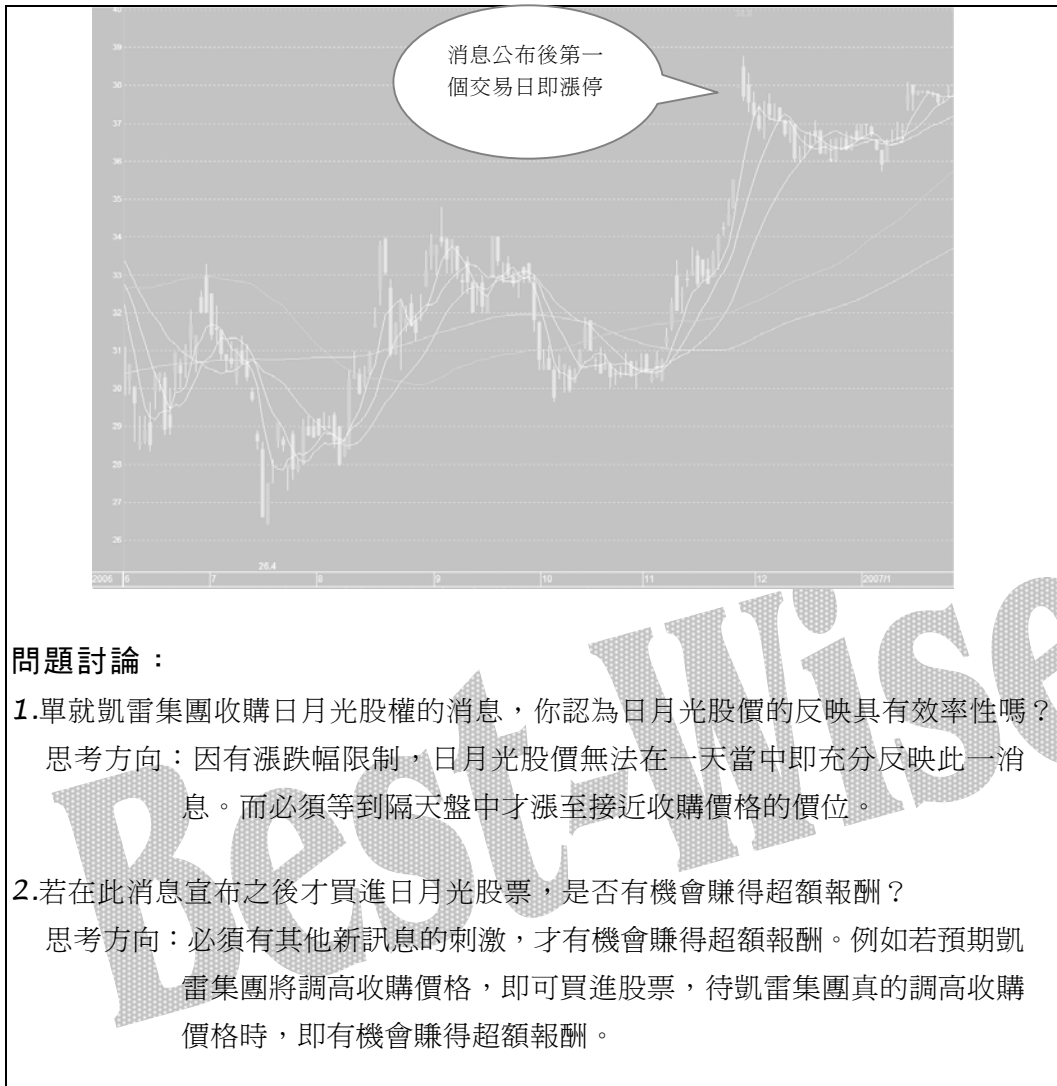 40
39
38
37
36
35
34
33
32
31
30
29
28
27
26
消息公布後第一
個交易日即漲停
26.4
2006 6 7 8 9 10 11 12 2007/1
問題討論：
1.單就凱雷集團收購日月光股權的消息，你認為日月光股價的反映具有效率性嗎？
思考方向：因有漲跌幅限制，日月光股價無法在一天當中即充分反映此一消
息。而必須等到隔天盤中才漲至接近收購價格的價位。
2.若在此消息宣布之後才買進日月光股票，是否有機會賺得超額報酬？
思考方向：必須有其他新訊息的刺激，才有機會賺得超額報酬。例如若預期凱
雷集團將調高收購價格，即可買進股票，待凱雷集團真的調高收購
價格時，即有機會賺得超額報酬。
Best-Wise